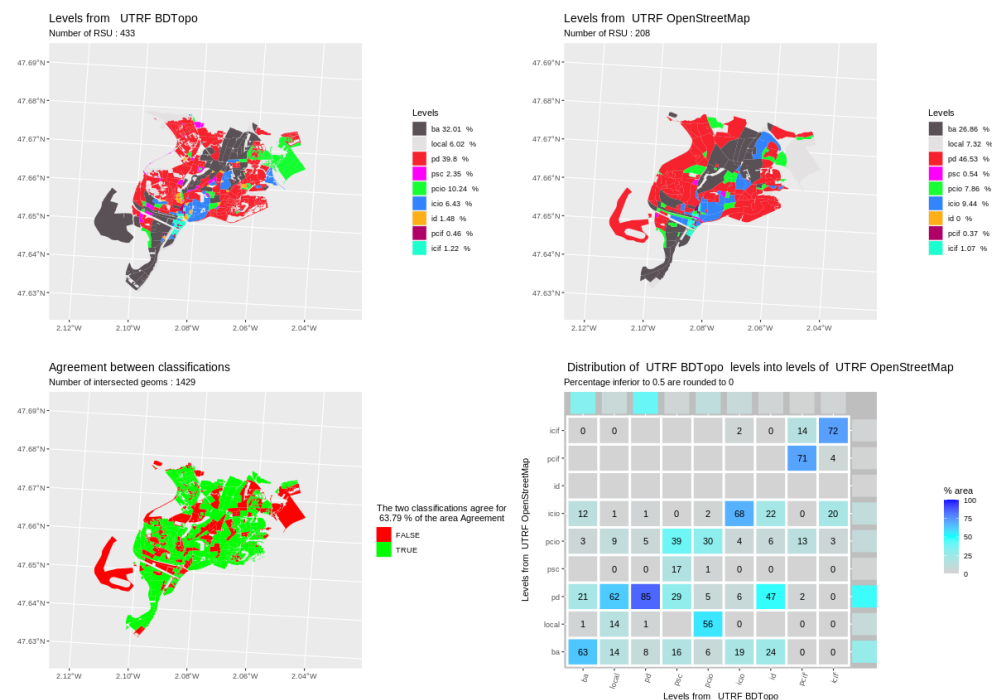 Levels from UTRF BDTopo
Number of RSU : 433
47.69°N
47.68°N
47.67°N
47.66°N
47.65°N
47.64°N
47.63°N
2.12°W 2.10°W 2.08°W 2.06°W 2.04°W
Levels
ba 32.01 %
local 6.02 %
pd 39.8 %
psc 2.35 %
pcio 10.24 %
icio 6.43 %
id 1.48 %
pcif 0.46 %
icif 1.22 %
Levels from UTRF OpenStreetMap
Number of RSU : 208
47.69°N
47.68°N
47.67°N
47.66°N
47.65°N
47.64°N
47.63°N
2.12°W 2.10°W 2.08°W 2.06°W 2.04°W
Levels
ba 26.86 %
local 7.32 %
pd 46.53 %
psc 0.54 %
pcio 7.86 %
icio 9.44 %
id 0 %
pcif 0.37 %
icif 1.07 %
Agreement between classifications
Number of intersected geoms : 1429
47.69°N
47.68°N
47.67°N
47.66°N
47.65°N
47.64°N
47.63°N
2.12°W 2.10°W 2.08°W 2.06°W 2.04°W
The two classifications agree for
63.79 % of the area Agreement
FALSE
TRUE
Distribution of UTRF BDTopo levels into levels of UTRF OpenStreetMap
Percentage inferior to 0.5 are rounded to 0
Levels from UTRF OpenStreetMap
icif 0 0 2 0 14 72
pcif 71 4
id
icio 12 1 1 0 2 68 22 0 20
pcio 3 9 5 39 30 4 6 13 3
psc 0 0 17 1 0 0 0
pd 21 62 85 29 5 6 47 2 0
local 1 14 1 56 0 0 0 0
ba 63 14 8 16 6 19 24 0 0
ba local pd psc pcio icio id pcif icif
Levels from UTRF BDTopo
% area
100
75
50
25
0